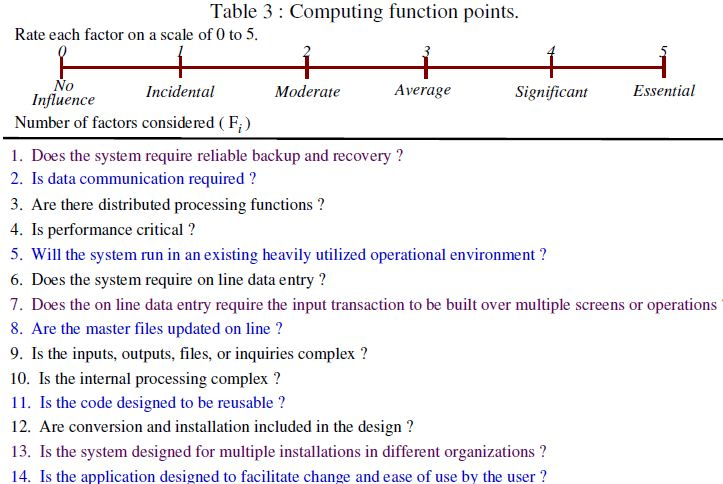 Table 3 : Computing function points.
Rate each factor on a scale of 0 to 5.
0 1 2 3 4 5
No Influence Incidental Moderate Average Significant Essential
Number of factors considered ( Fi )
1. Does the system require reliable backup and recovery ?
2. Is data communication required ?
3. Are there distributed processing functions ?
4. Is performance critical ?
5. Will the system run in an existing heavily utilized operational environment ?
6. Does the system require on line data entry ?
7. Does the on line data entry require the input transaction to be built over multiple screens or operations ?
8. Are the master files updated on line ?
9. Is the inputs, outputs, files, or inquiries complex ?
10. Is the internal processing complex ?
11. Is the code designed to be reusable ?
12. Are conversion and installation included in the design ?
13. Is the system designed for multiple installations in different organizations ?
14. Is the application designed to facilitate change and ease of use by the user ?